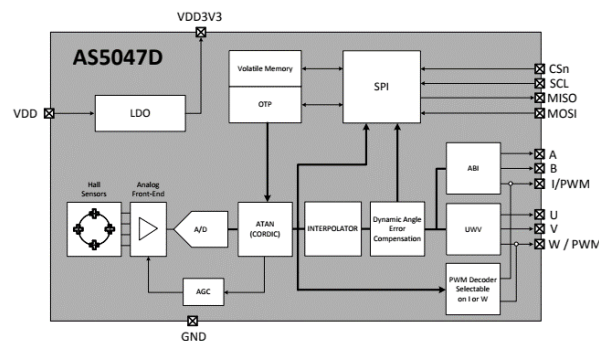 VDD3V3
AS5047D
VDD
LDO
Volatile Memory
OTP
SPI
CSn
SCL
MISO
MOSI
Hall
Sensors
Analog
Front-End
A/D
ATAN
(CORDIC)
INTERPOLATOR
Dynamic Angle
Error
Compensation
ABI
A
B
I/PWM
UWV
U
V
W / PWM
PWM Decoder
Selectable
on I or W
AGC
GND